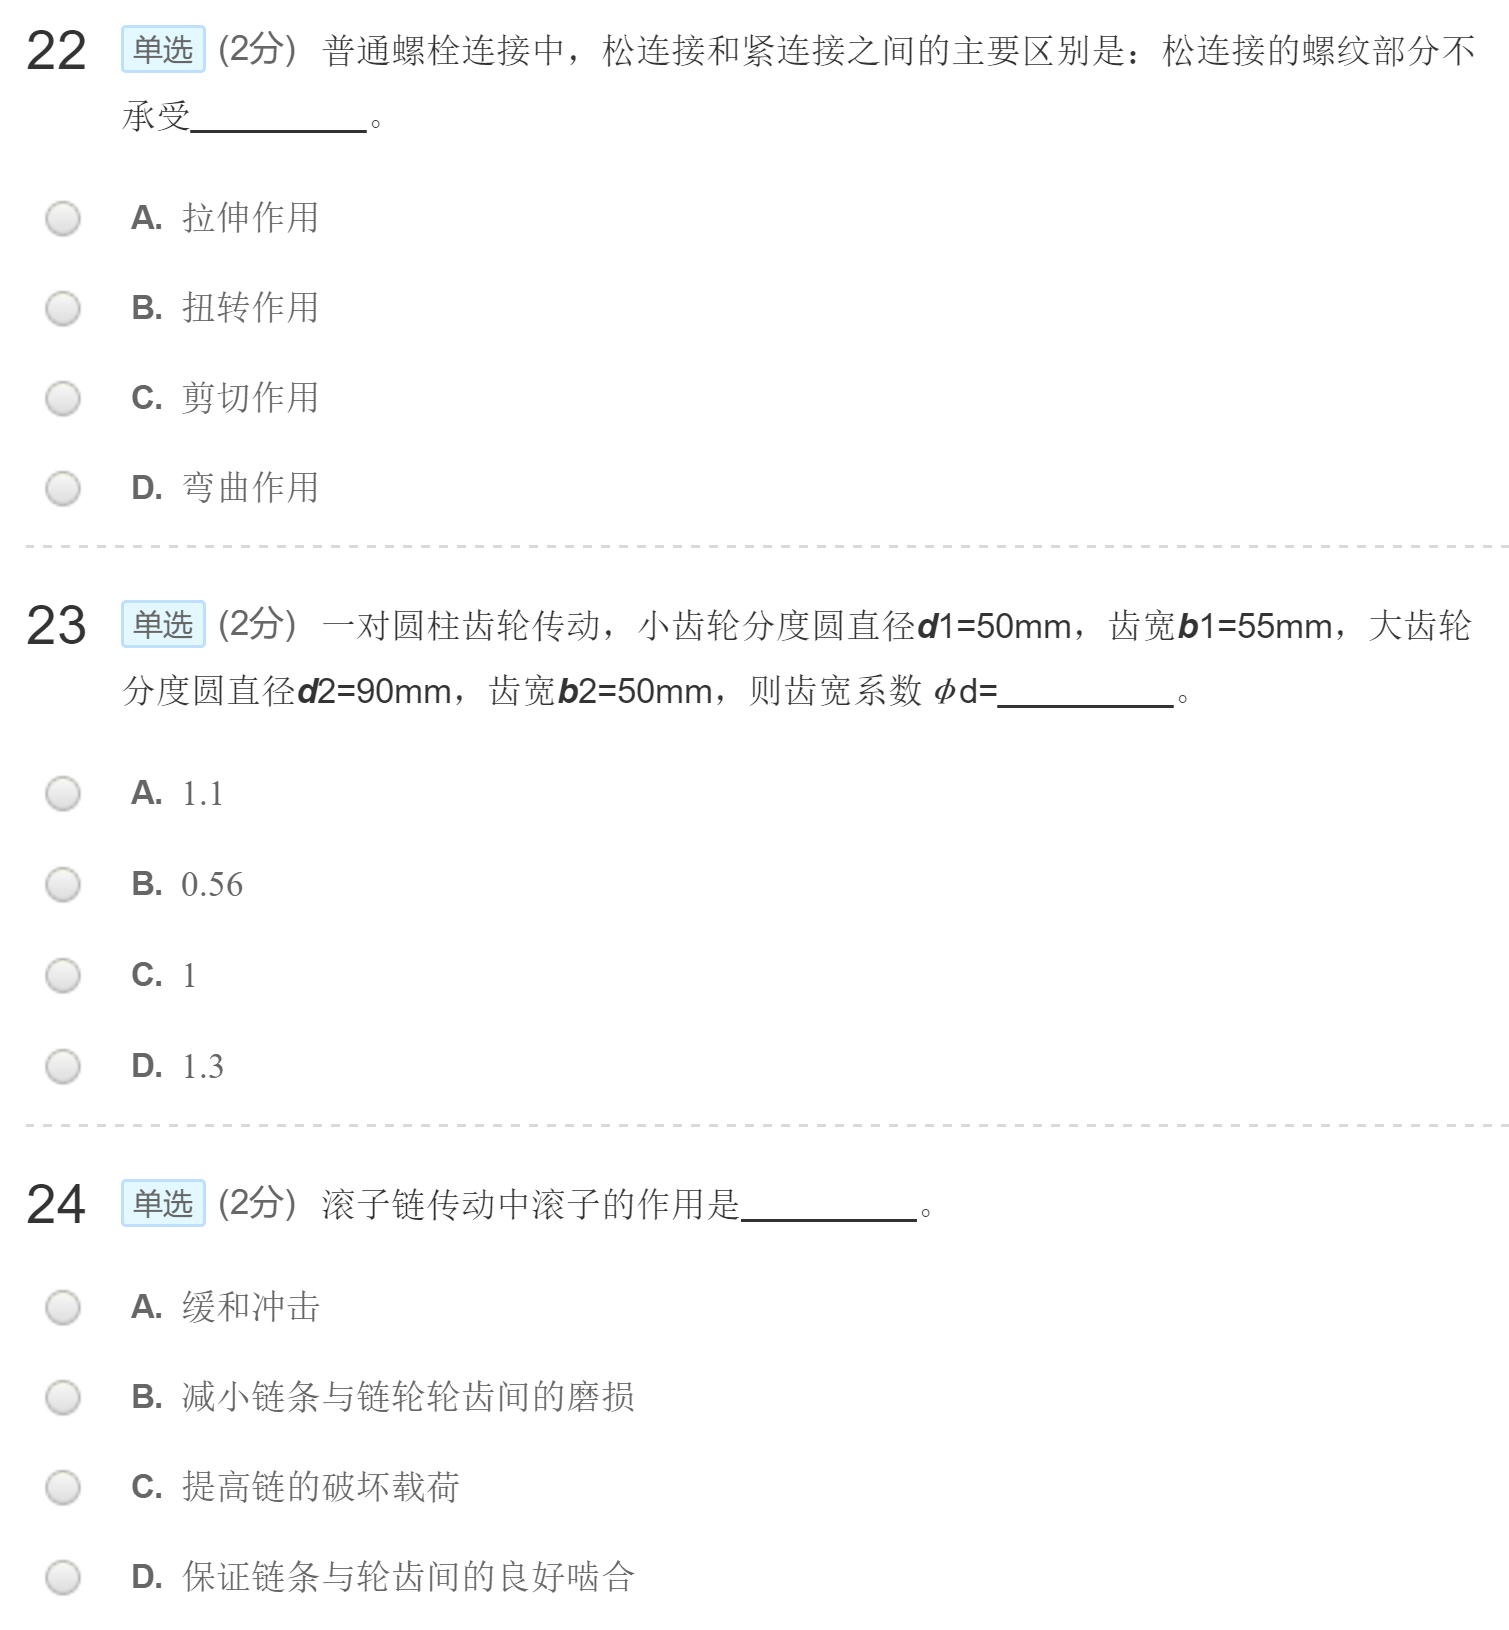 22 单选 (2分) 普通螺栓连接中，松连接和紧连接之间的主要区别是：松连接的螺纹部分不
承受__________。
A. 拉伸作用
B. 扭转作用
C. 剪切作用
D. 弯曲作用
23 单选 (2分) 一对圆柱齿轮传动，小齿轮分度圆直径d1=50mm，齿宽b1=55mm，大齿轮
分度圆直径d2=90mm，齿宽b2=50mm，则齿宽系数 ϕd=__________。
A. 1.1
B. 0.56
C. 1
D. 1.3
24 单选 (2分) 滚子链传动中滚子的作用是__________。
A. 缓和冲击
B. 减小链条与链轮轮齿间的磨损
C. 提高链的破坏载荷
D. 保证链条与轮齿间的良好啮合